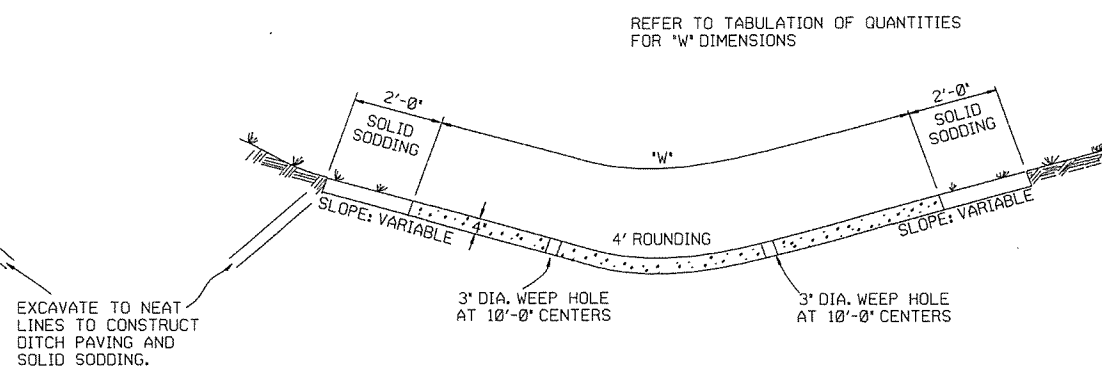 REFER TO TABULATION OF QUANTITIES
FOR "W" DIMENSIONS
2'-0"
SOLID
SODDING
"W"
2'-0"
SOLID
SODDING
SLOPE: VARIABLE
4"
4' ROUNDING
SLOPE: VARIABLE
3" DIA. WEEP HOLE
AT 10'-0" CENTERS
3" DIA. WEEP HOLE
AT 10'-0" CENTERS
EXCAVATE TO NEAT
LINES TO CONSTRUCT
DITCH PAVING AND
SOLID SODDING.